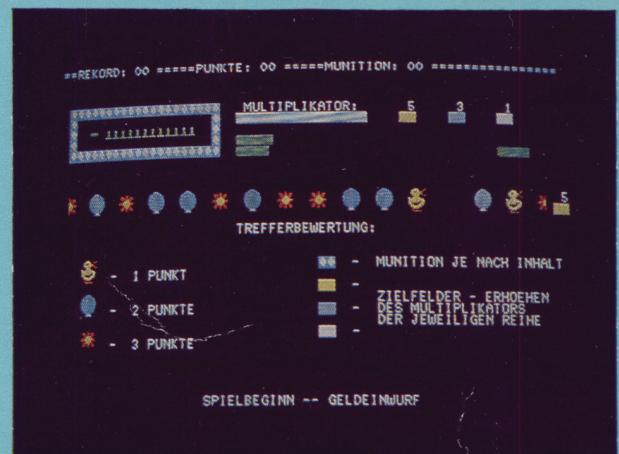 ==REKORD: 00 =====PUNKTE: 00 =====MUNITION: 00 ================
MULTIPLIKATOR: 5 3 1
5
TREFFERBEWERTUNG:
- 1 PUNKT
- 2 PUNKTE
- 3 PUNKTE
- MUNITION JE NACH INHALT
-
- ZIELFELDER - ERHOEHEN
DES MULTIPLIKATORS
- DER JEWEILIGEN REIHE
SPIELBEGINN -- GELDEINWURF